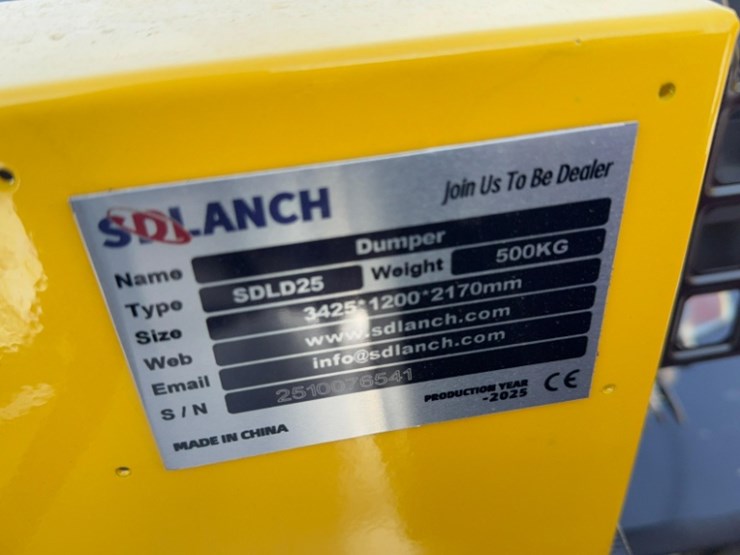 SDLANCH Join Us To Be Dealer
Name Dumper
Type SDLD25 Weight 500KG
Size 3425*1200*2170mm
Web www.sdlanch.com
Email info@sdlanch.com
S/N 2510076541
MADE IN CHINA PRODUCTION YEAR
-2025 CE